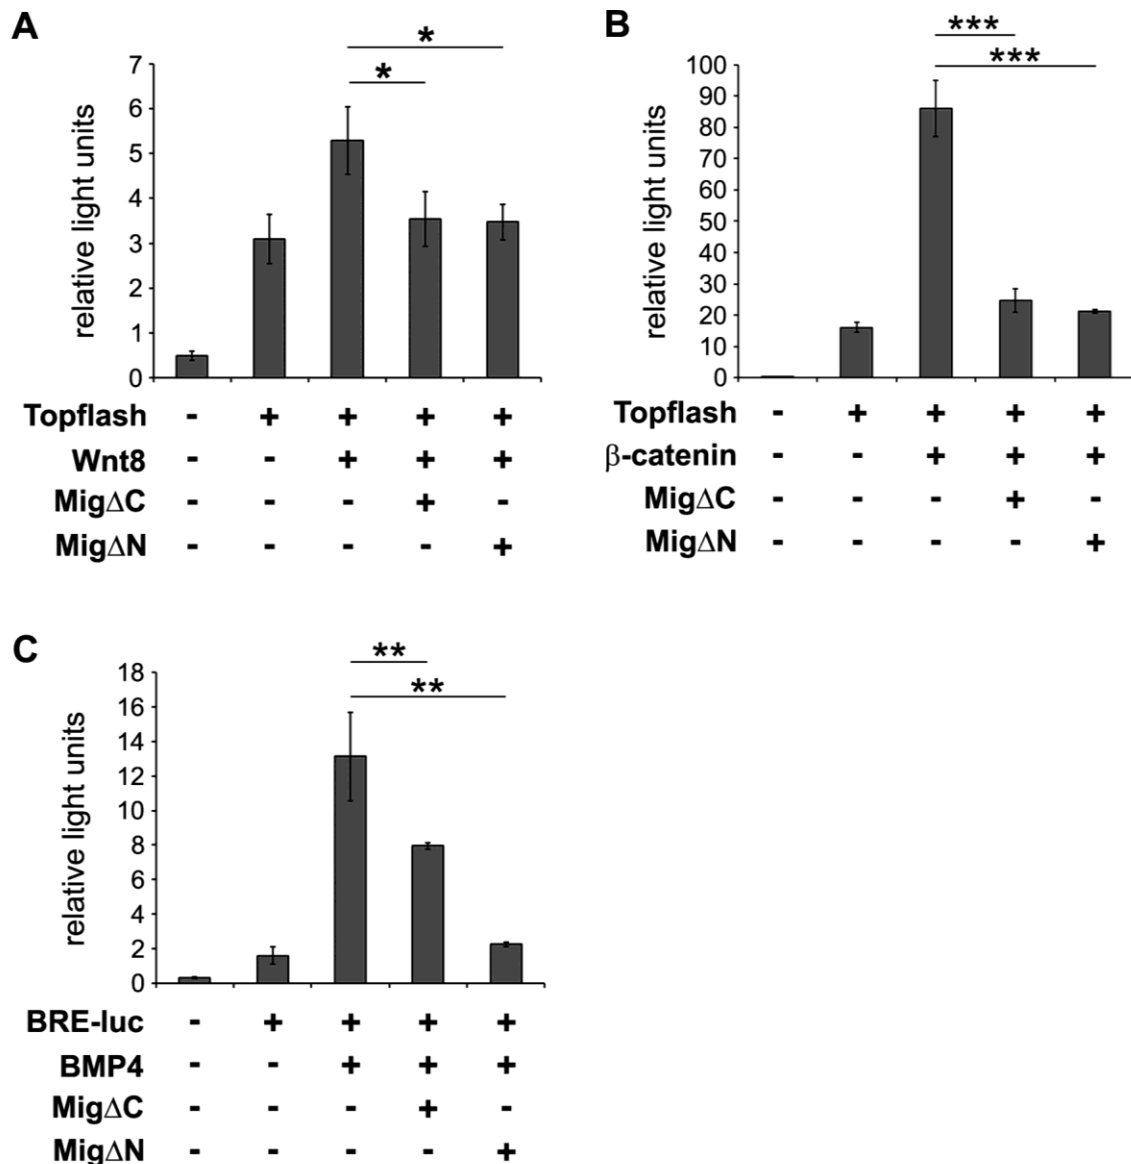 A
*
*
7
6
5
4
3
2
1
0
relative light units
Topflash - + + + +
Wnt8 - - + + +
MigΔC - - - + -
MigΔN - - - - +
B
***
***
100
90
80
70
60
50
40
30
20
10
0
relative light units
Topflash - + + + +
β-catenin - - + + +
MigΔC - - - + -
MigΔN - - - - +
C
**
**
18
16
14
12
10
8
6
4
2
0
relative light units
BRE-luc - + + + +
BMP4 - - + + +
MigΔC - - - + -
MigΔN - - - - +